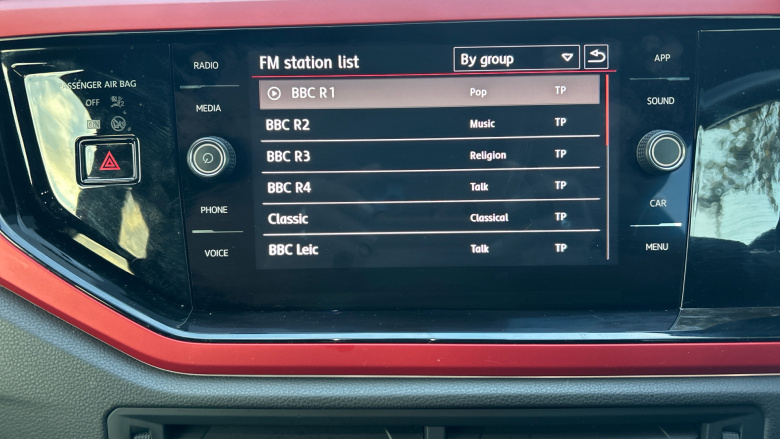 PASSENGER AIR BAG
OFF
ON
RADIO
MEDIA
PHONE
VOICE
FM station list
By group
BBC R1 Pop TP
BBC R2 Music TP
BBC R3 Religion TP
BBC R4 Talk TP
Classic Classical TP
BBC Leic Talk TP
APP
SOUND
CAR
MENU